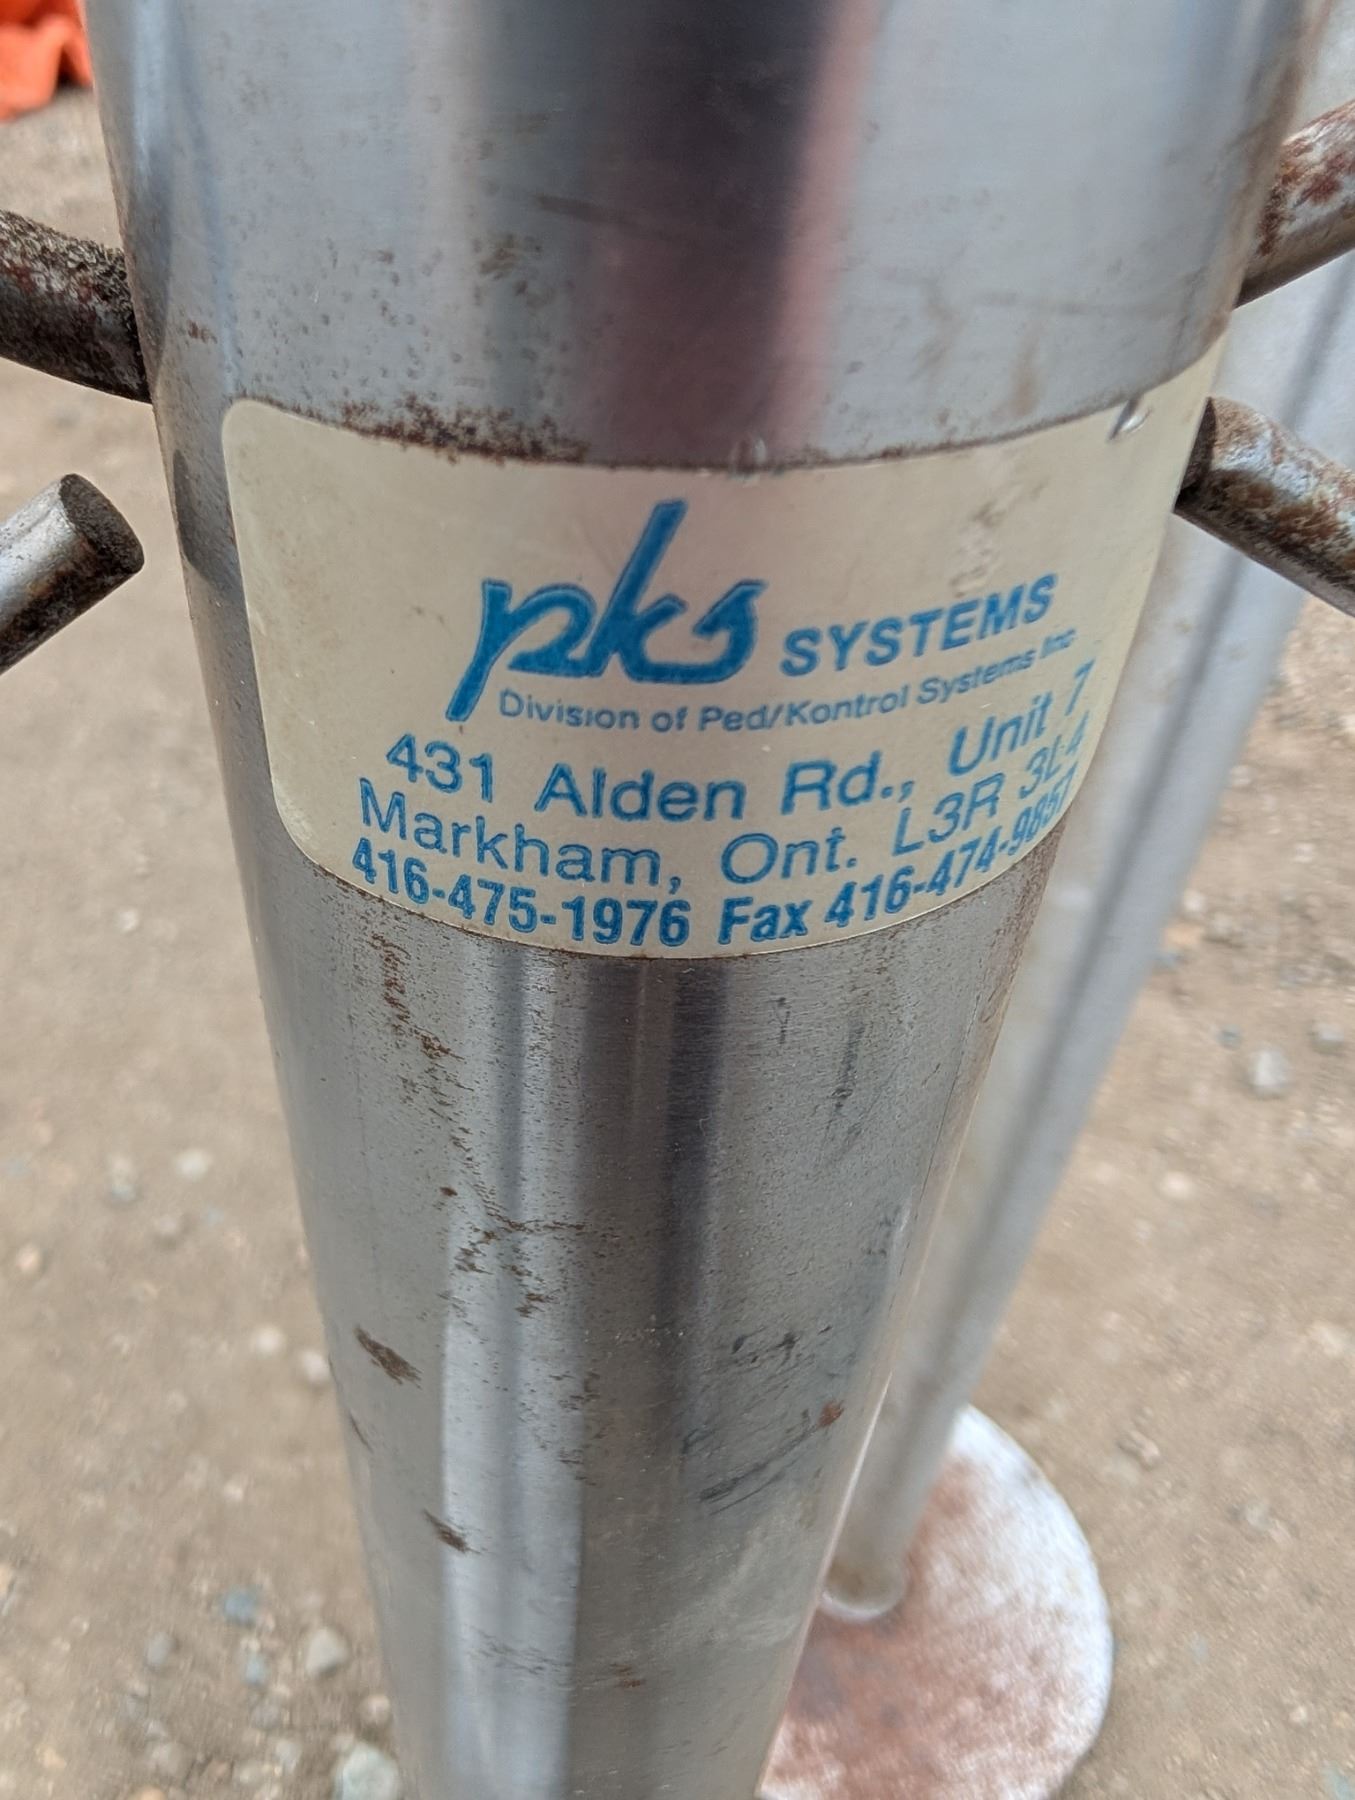 pks SYSTEMS
Division of Ped/Kontrol Systems Inc
431 Alden Rd., Unit 7
Markham, Ont. L3R 3L4
416-475-1976 Fax 416-474-9857